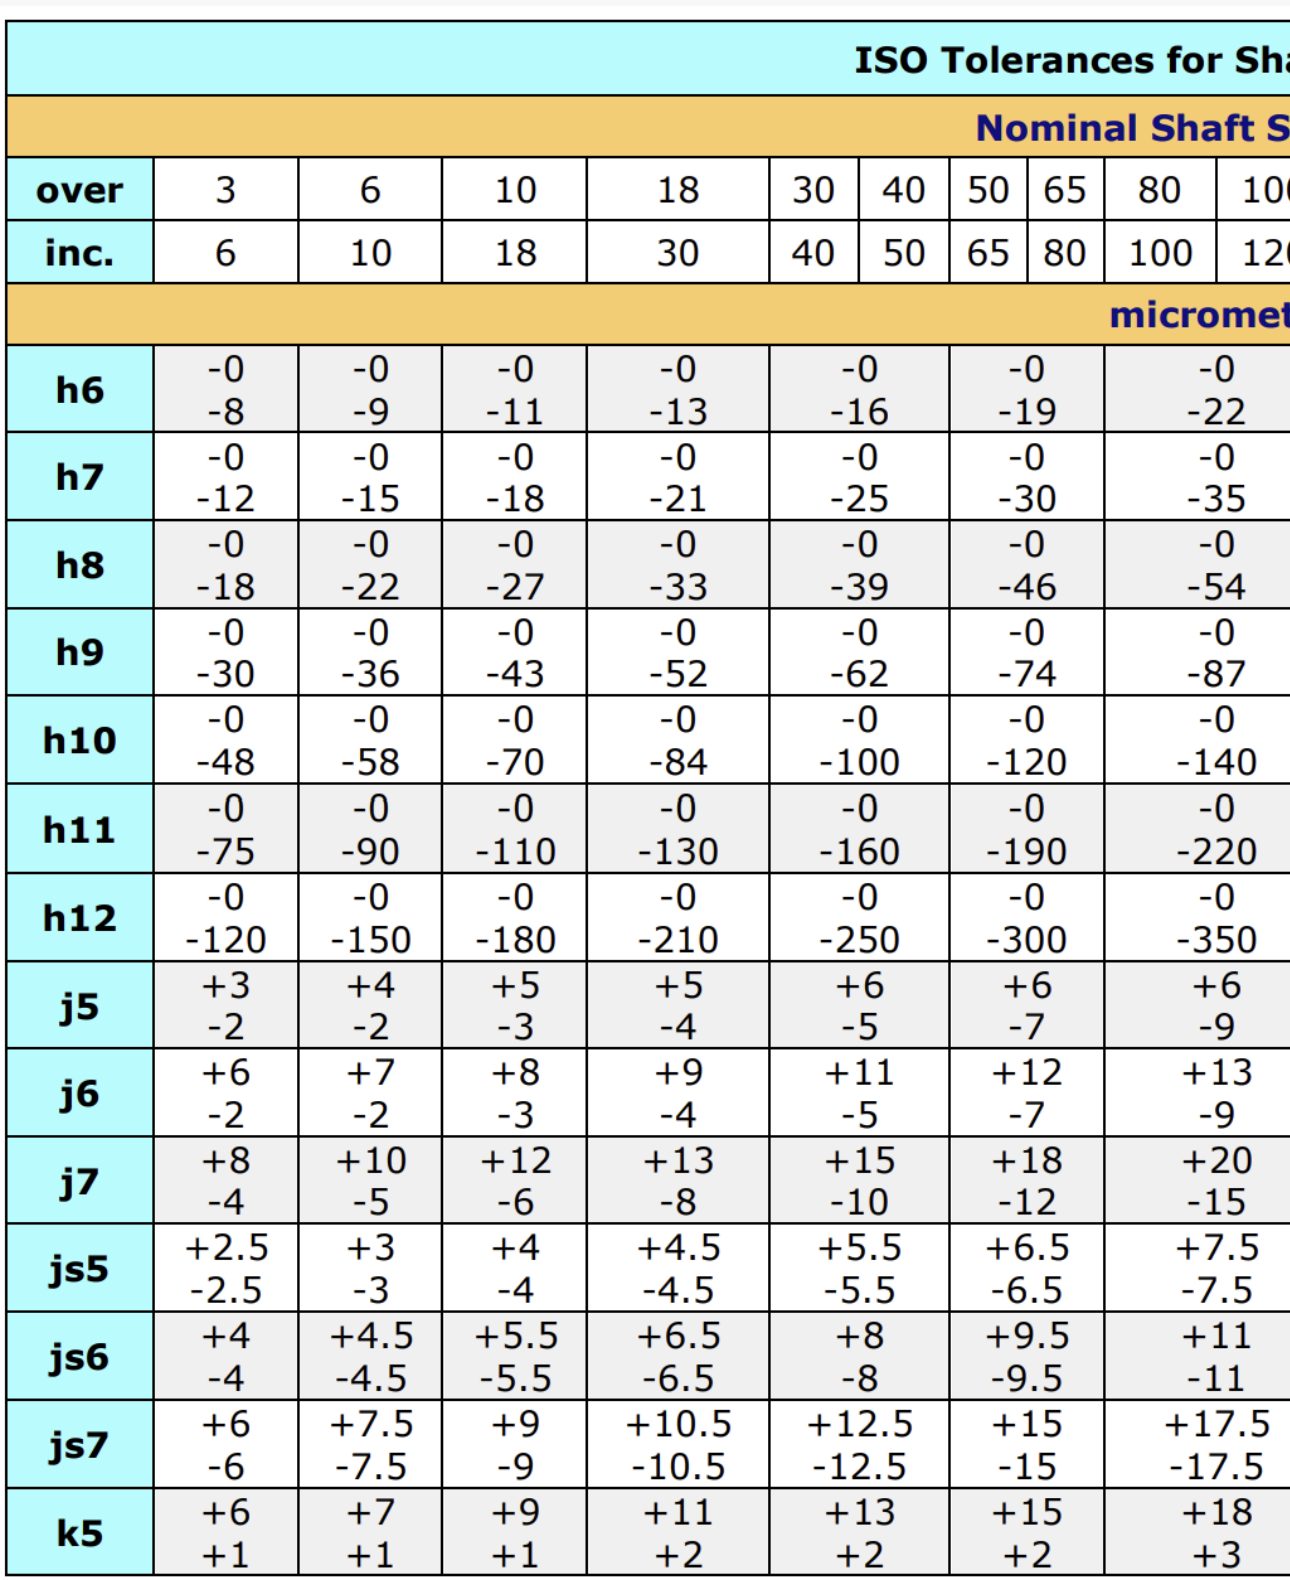 ISO Tolerances for Sha
Nominal Shaft S
over 3 6 10 18 30 40 50 65 80 100
inc. 6 10 18 30 40 50 65 80 100 120
micromet
h6 -0 -0 -0 -0 -0 -0 -0
-8 -9 -11 -13 -16 -19 -22
h7 -0 -0 -0 -0 -0 -0 -0
-12 -15 -18 -21 -25 -30 -35
h8 -0 -0 -0 -0 -0 -0 -0
-18 -22 -27 -33 -39 -46 -54
h9 -0 -0 -0 -0 -0 -0 -0
-30 -36 -43 -52 -62 -74 -87
h10 -0 -0 -0 -0 -0 -0 -0
-48 -58 -70 -84 -100 -120 -140
h11 -0 -0 -0 -0 -0 -0 -0
-75 -90 -110 -130 -160 -190 -220
h12 -0 -0 -0 -0 -0 -0 -0
-120 -150 -180 -210 -250 -300 -350
j5 +3 +4 +5 +5 +6 +6 +6
-2 -2 -3 -4 -5 -7 -9
j6 +6 +7 +8 +9 +11 +12 +13
-2 -2 -3 -4 -5 -7 -9
j7 +8 +10 +12 +13 +15 +18 +20
-4 -5 -6 -8 -10 -12 -15
js5 +2.5 +3 +4 +4.5 +5.5 +6.5 +7.5
-2.5 -3 -4 -4.5 -5.5 -6.5 -7.5
js6 +4 +4.5 +5.5 +6.5 +8 +9.5 +11
-4 -4.5 -5.5 -6.5 -8 -9.5 -11
js7 +6 +7.5 +9 +10.5 +12.5 +15 +17.5
-6 -7.5 -9 -10.5 -12.5 -15 -17.5
k5 +6 +7 +9 +11 +13 +15 +18
+1 +1 +1 +2 +2 +2 +3